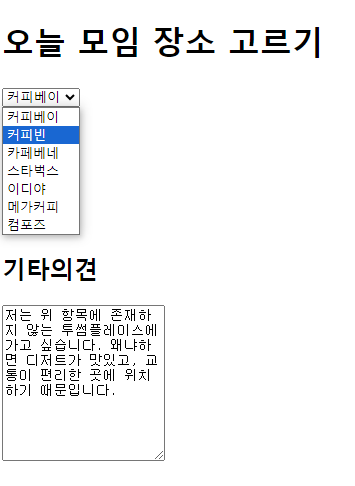 오늘 모임 장소 고르기
커피베이
커피베이
커피빈
카페베네
스타벅스
이디야
메가커피
컴포즈
기타의견
저는 위 항목에 존재하
지 않는 투썸플레이스에
가고 싶습니다. 왜냐하
면 디저트가 맛있고, 교
통이 편리한 곳에 위치
하기 때문입니다.